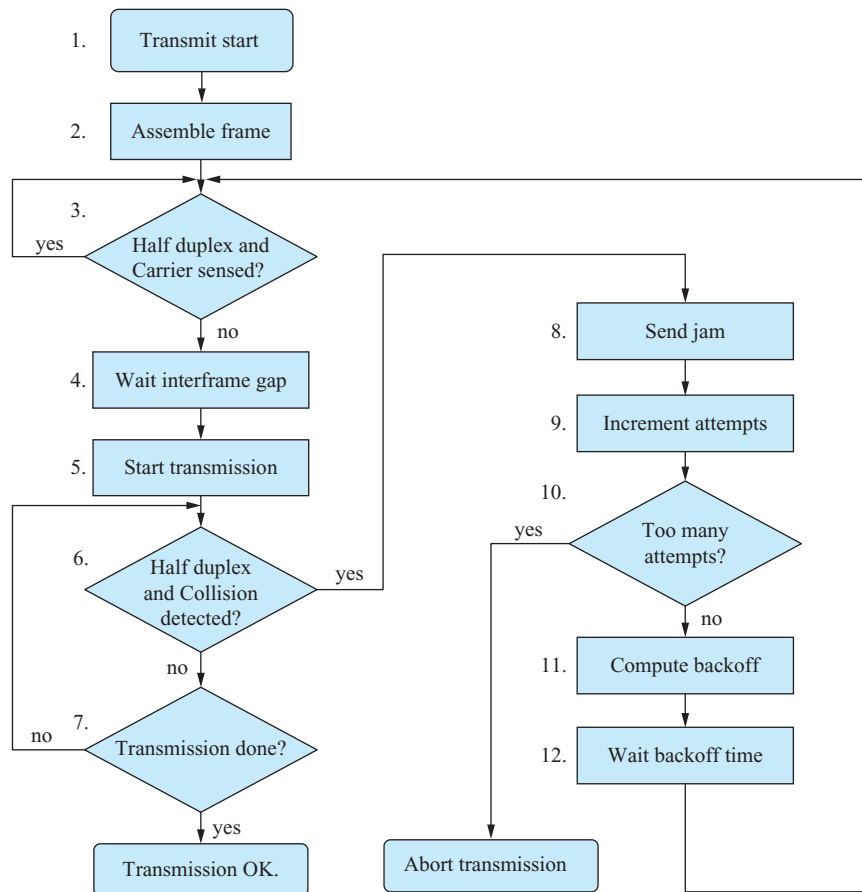 1.
Transmit start
2.
Assemble frame
3.
yes
Half duplex and
Carrier sensed?
no
4.
Wait interframe gap
5.
Start transmission
6.
Half duplex
and Collision
detected?
yes
no
7.
no
Transmission done?
yes
Transmission OK.
8.
Send jam
9.
Increment attempts
10.
yes
Too many
attempts?
no
11.
Compute backoff
12.
Wait backoff time
Abort transmission